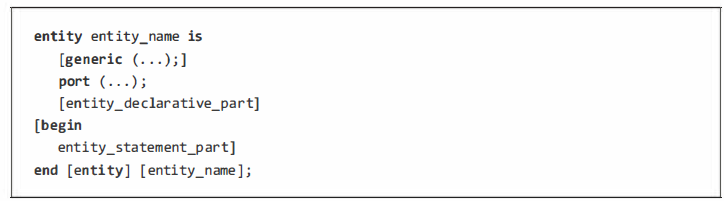 entity entity_name is
[generic (...);]
port (...);
[entity_declarative_part]
[begin
entity_statement_part]
end [entity] [entity_name];